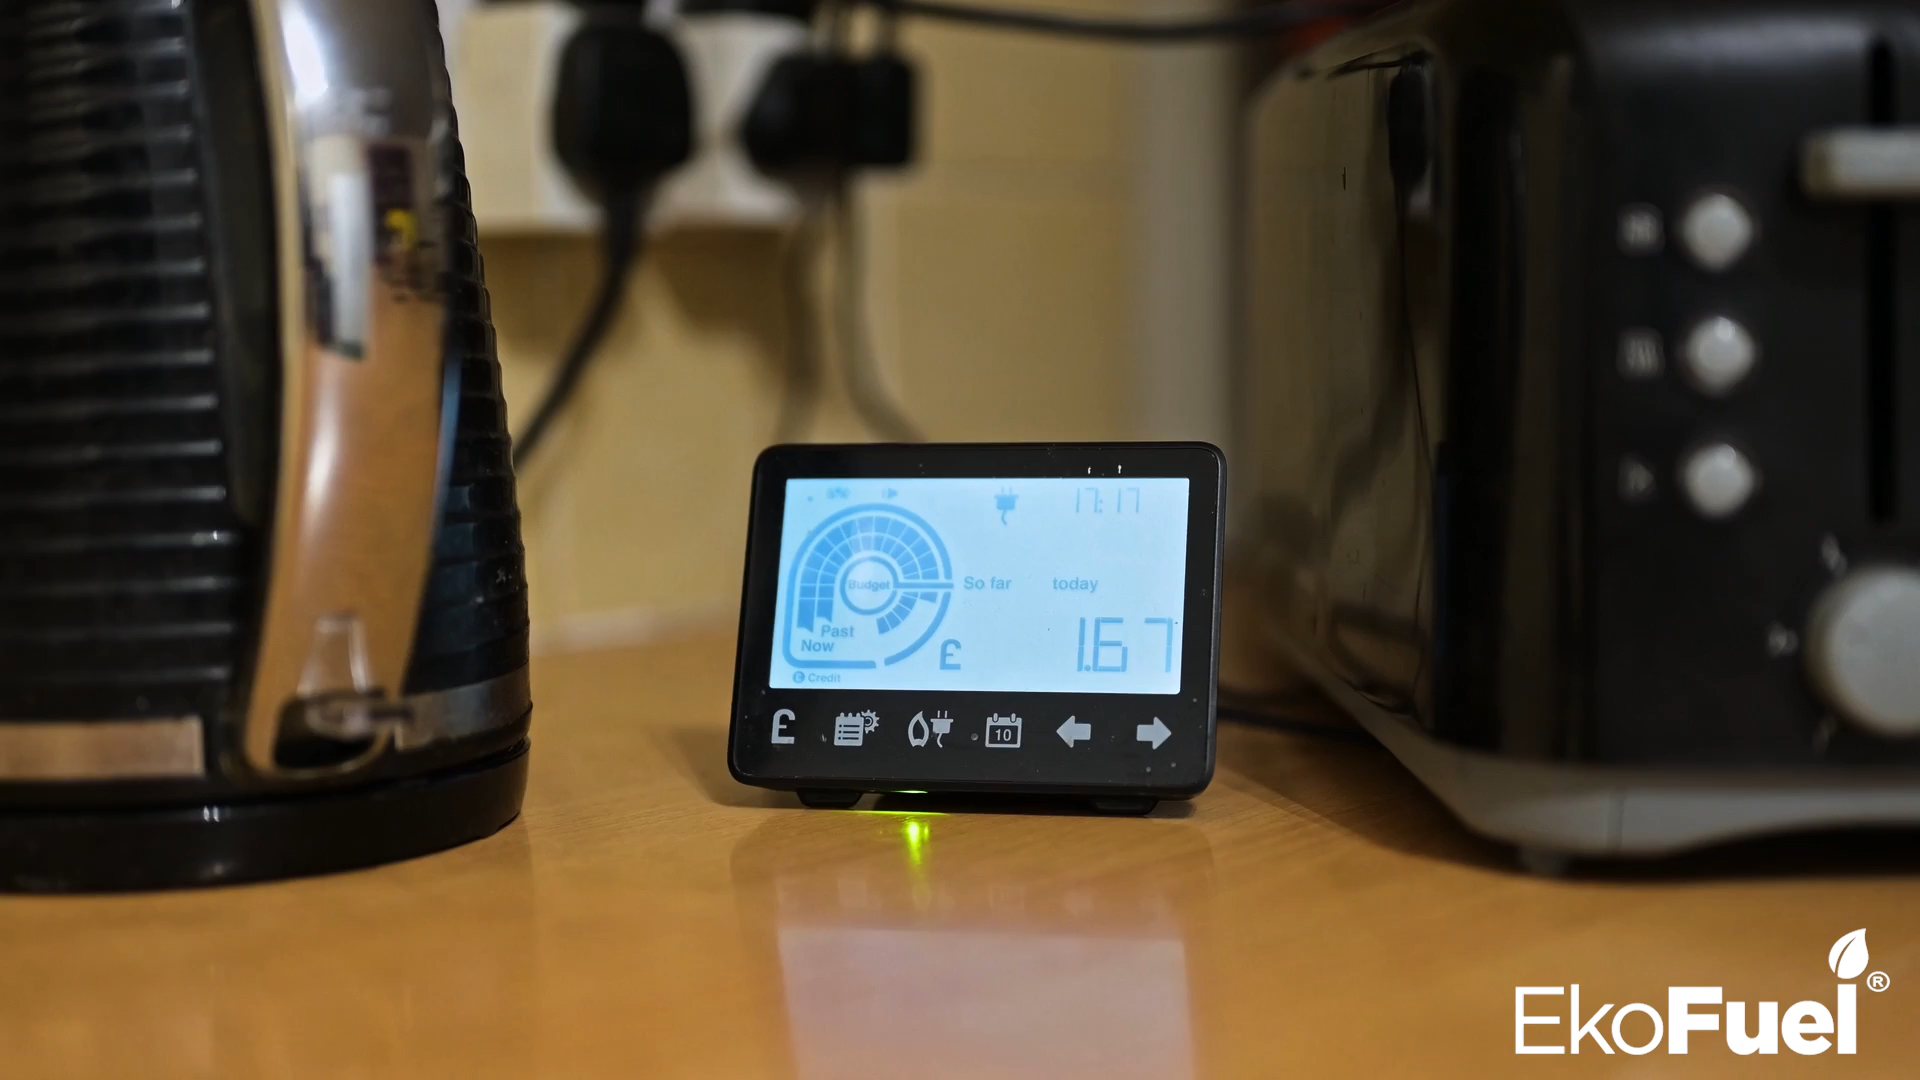 17:17
Budget
So far today
Past
Now
£ 1.67
£ Credit
£
10
EkoFuel®